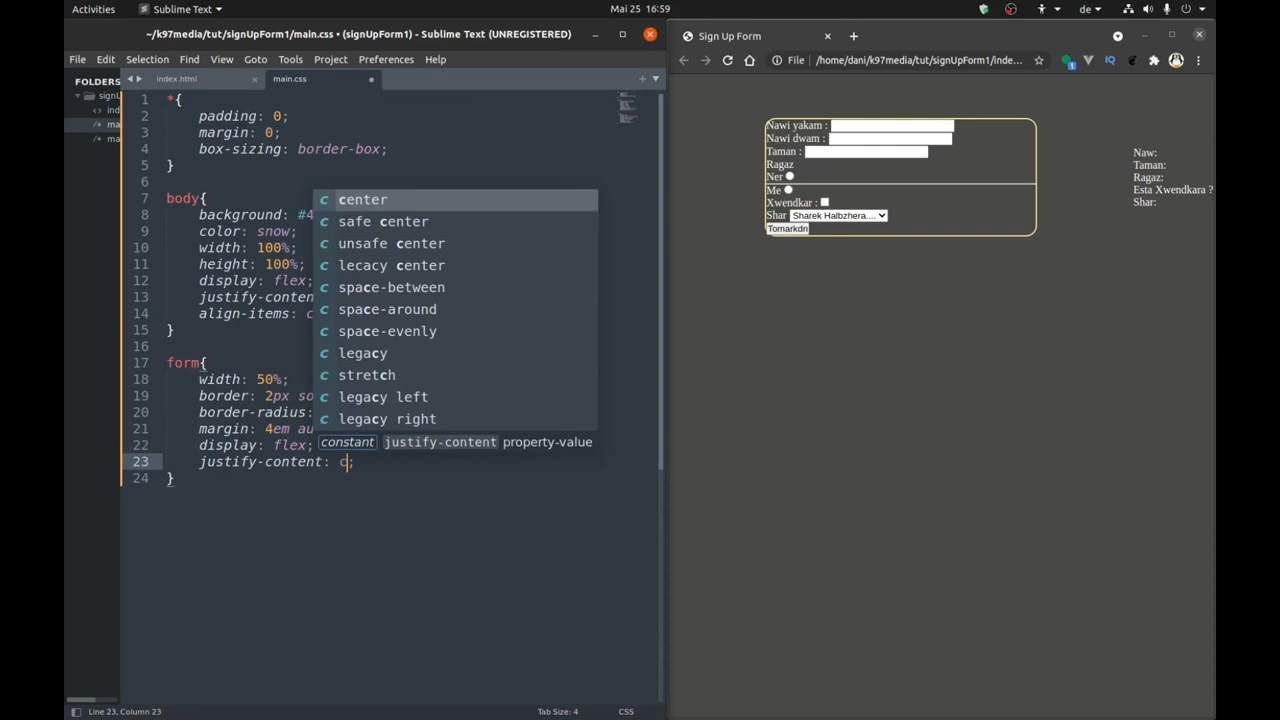 Activities
Sublime Text
Mai 25 16:59
de
~/k97media/tut/signUpForm1/main.css • (signUpForm1) - Sublime Text (UNREGISTERED)
File Edit Selection Find View Goto Tools Project Preferences Help
FOLDERS
signU
ind
ma
ma
index.html
main.css
1 *{
2 padding: 0;
3 margin: 0;
4 box-sizing: border-box;
5 }
6
7 body{
8 background: #4
9 color: snow;
10 width: 100%;
11 height: 100%;
12 display: flex;
13 justify-conten
14 align-items: c
15 }
16
17 form{
18 width: 50%;
19 border: 2px so
20 border-radius:
21 margin: 4em au
22 display: flex;
23 justify-content: c;
24 }
c center
c safe center
c unsafe center
c lecacy center
c space-between
c space-around
c space-evenly
c legacy
c stretch
c legacy left
c legacy right
constant justify-content property-value
Line 23, Column 23
Tab Size: 4
CSS
Sign Up Form
File /home/dani/k97media/tut/signUpForm1/inde...
1
IQ
Nawi yakam :
Nawi dwam :
Taman :
Ragaz
Ner
Me
Xwendkar :
Shar Sharek Halbzhera....
Tomarkdn
Naw:
Taman:
Ragaz:
Esta Xwendkara ?
Shar: